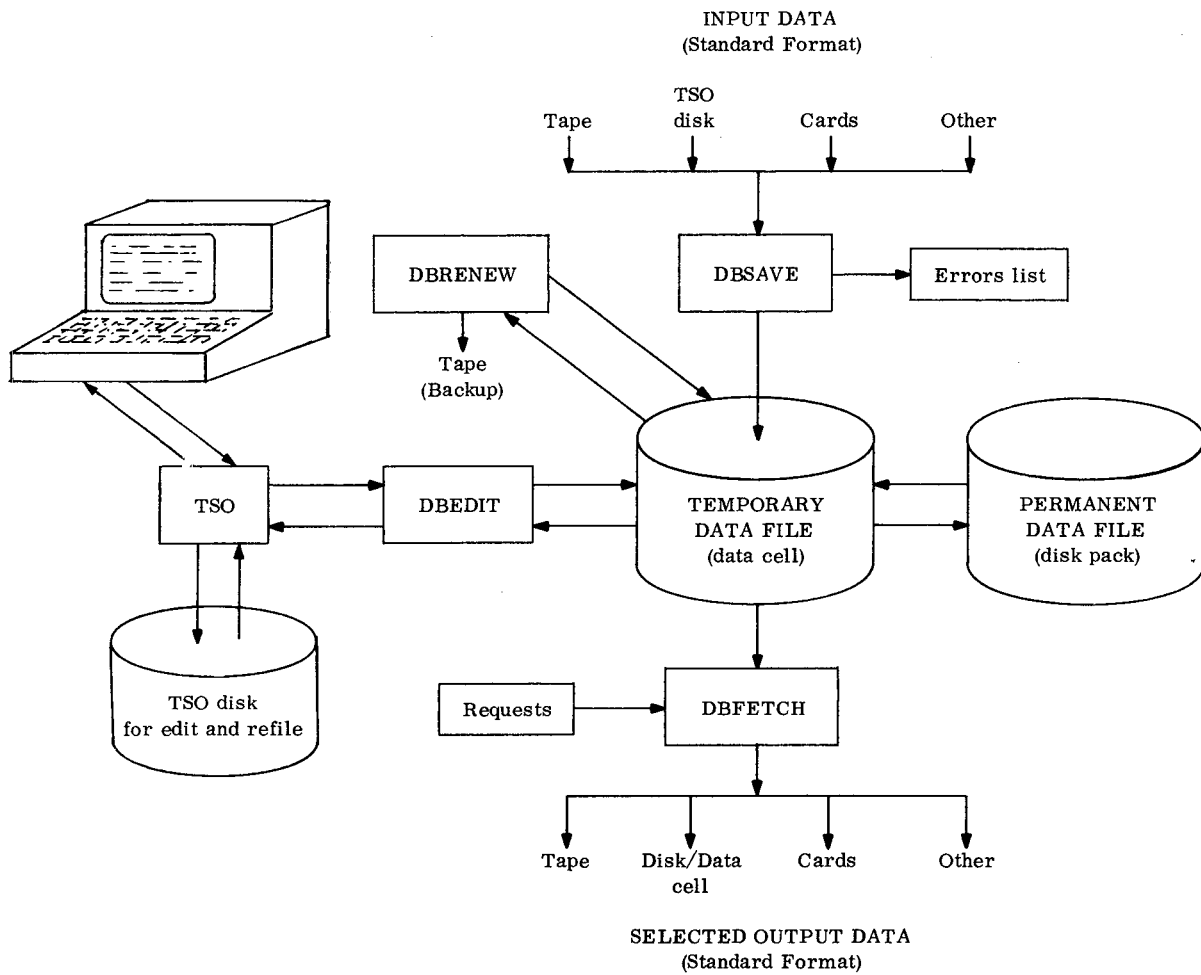 INPUT DATA
(Standard Format)
Tape
TSO
disk
Cards
Other
DBRENEW
DBSAVE
Errors list
Tape
(Backup)
TSO
DBEDIT
TEMPORARY
DATA FILE
(data cell)
PERMANENT
DATA FILE
(disk pack)
TSO disk
for edit and refile
Requests
DBFETCH
Tape
Disk/Data
cell
Cards
Other
SELECTED OUTPUT DATA
(Standard Format)